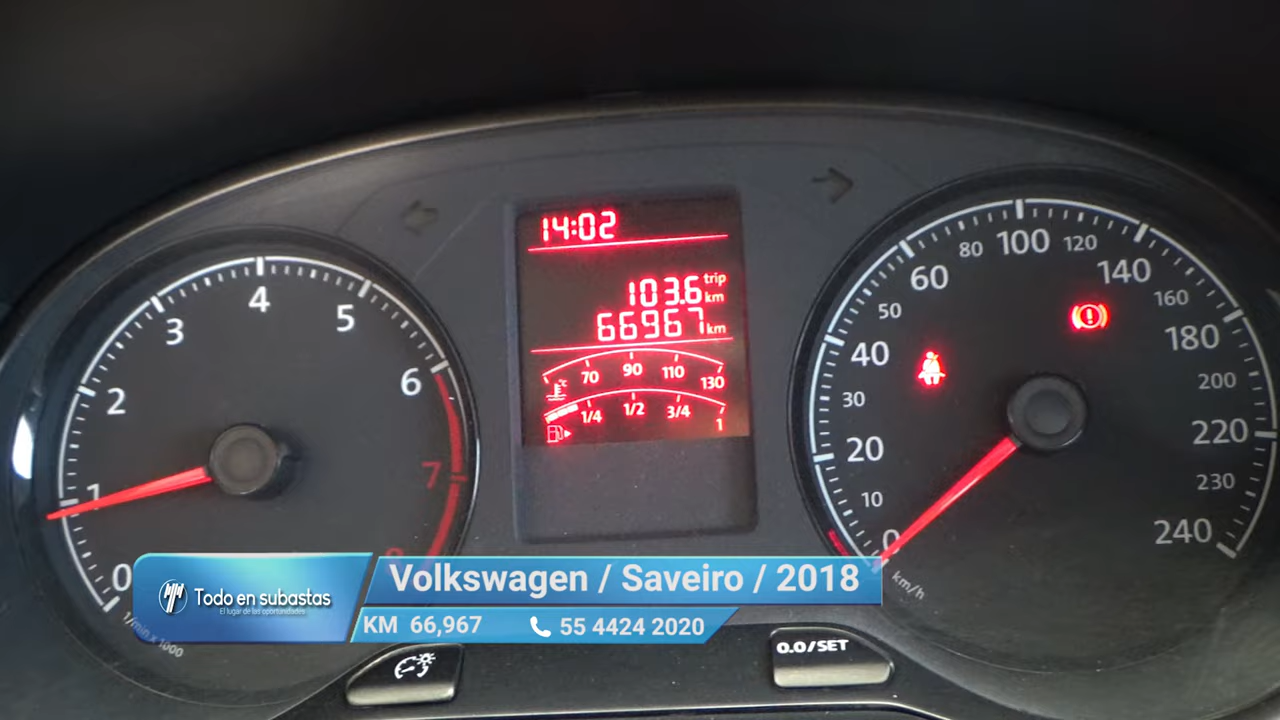 14:02
103.6 trip km
66967 km
70 90 110 130
1/4 1/2 3/4 1
0 1 2 3 4 5 6 7 8
1/min x 1000
0 10 20 30 40 50 60 80 100 120 140 160 180 200 220 230 240
km/h
Todo en subastas
El lugar de las oportunidades
Volkswagen / Saveiro / 2018
KM 66,967
55 4424 2020
0.0/SET